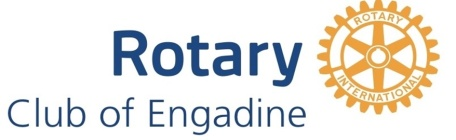 Rotary
Club of Engadine
ROTARY
INTERNATIONAL